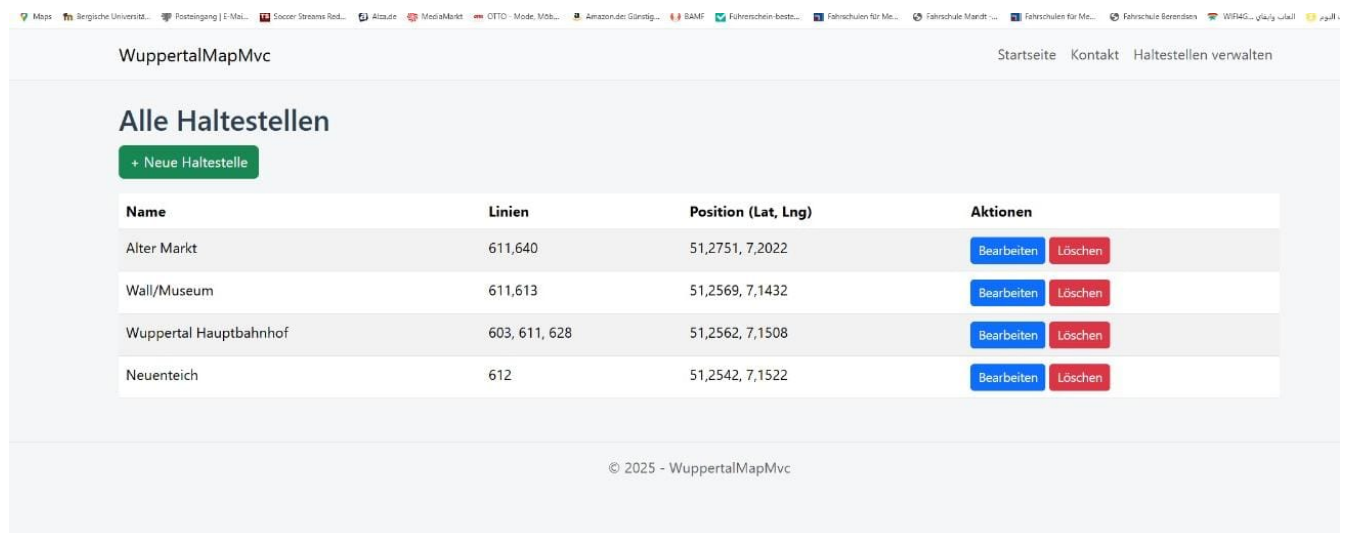 Maps Bergische Universitä... Posteingang | E-Mai... Soccer Streams Red... Alza.de MediaMarkt OTTO - Mode, Möb... Amazon.de: Günstig... BAMF Führerschein-beste... Fahrschulen für Me... Fahrschule Mandt -... Fahrschulen für Me... Fahrschule Berendsen WIFI4G... العاب وايفاي اليوم
WuppertalMapMvc Startseite Kontakt Haltestellen verwalten
Alle Haltestellen
+ Neue Haltestelle
Name Linien Position (Lat, Lng) Aktionen
Alter Markt 611,640 51,2751, 7,2022 Bearbeiten Löschen
Wall/Museum 611,613 51,2569, 7,1432 Bearbeiten Löschen
Wuppertal Hauptbahnhof 603, 611, 628 51,2562, 7,1508 Bearbeiten Löschen
Neuenteich 612 51,2542, 7,1522 Bearbeiten Löschen
© 2025 - WuppertalMapMvc